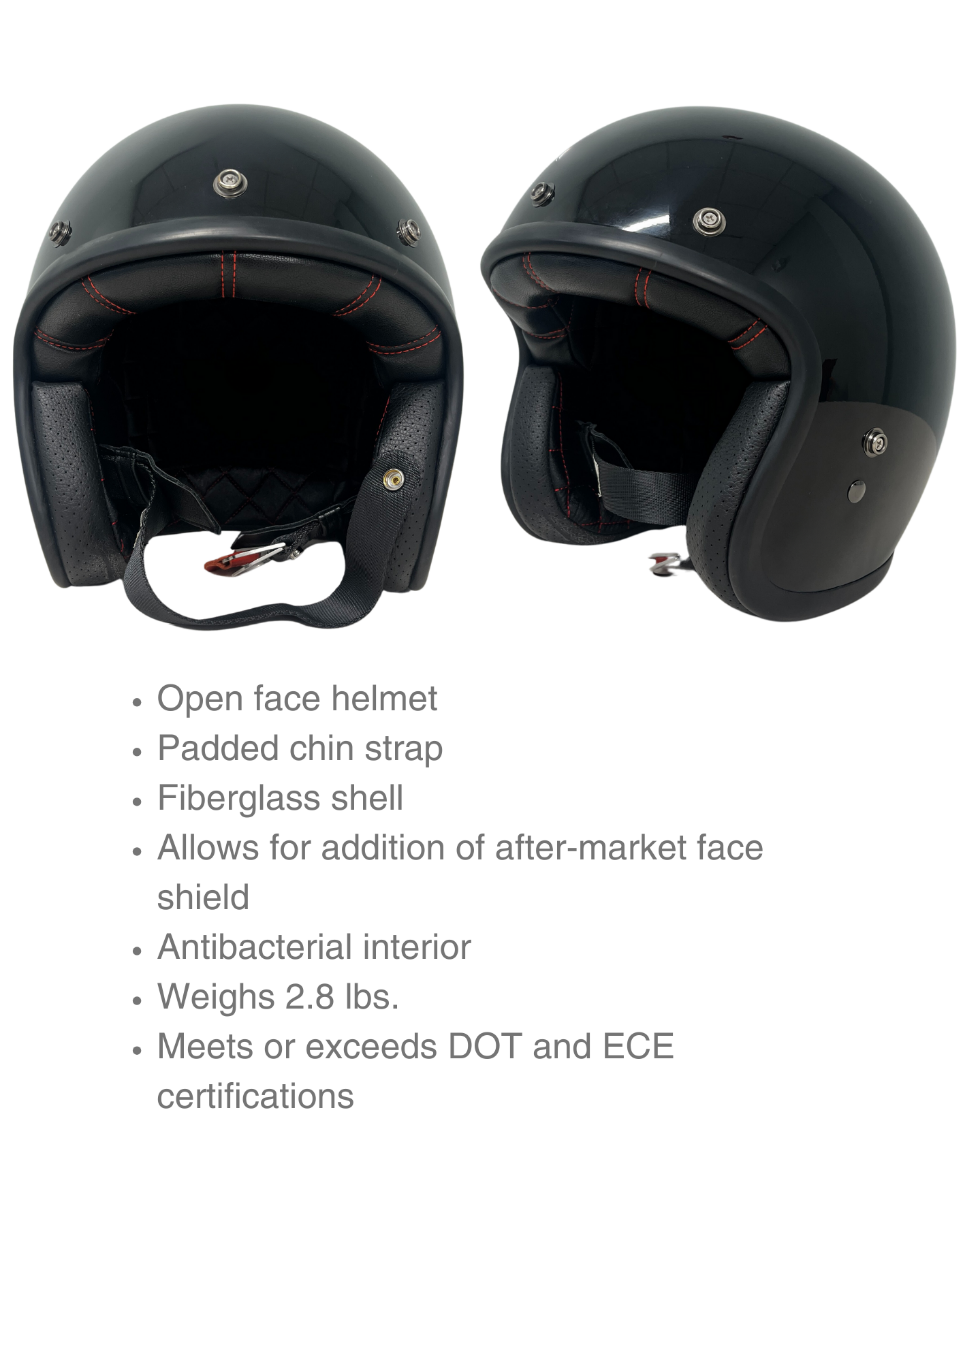 • Open face helmet
• Padded chin strap
• Fiberglass shell
• Allows for addition of after-market face
shield
• Antibacterial interior
• Weighs 2.8 lbs.
• Meets or exceeds DOT and ECE
certifications